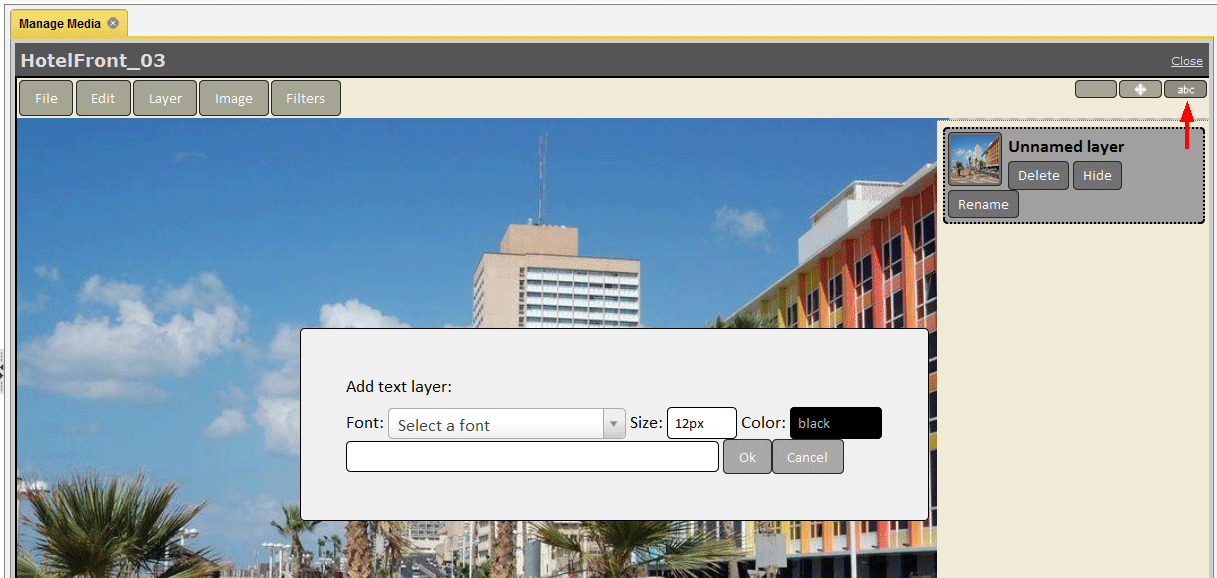 Manage Media
HotelFront_03
Close
File Edit Layer Image Filters
abc
Unnamed layer
Delete Hide
Rename
Add text layer:
Font: Select a font Size: 12px Color: black
Ok Cancel